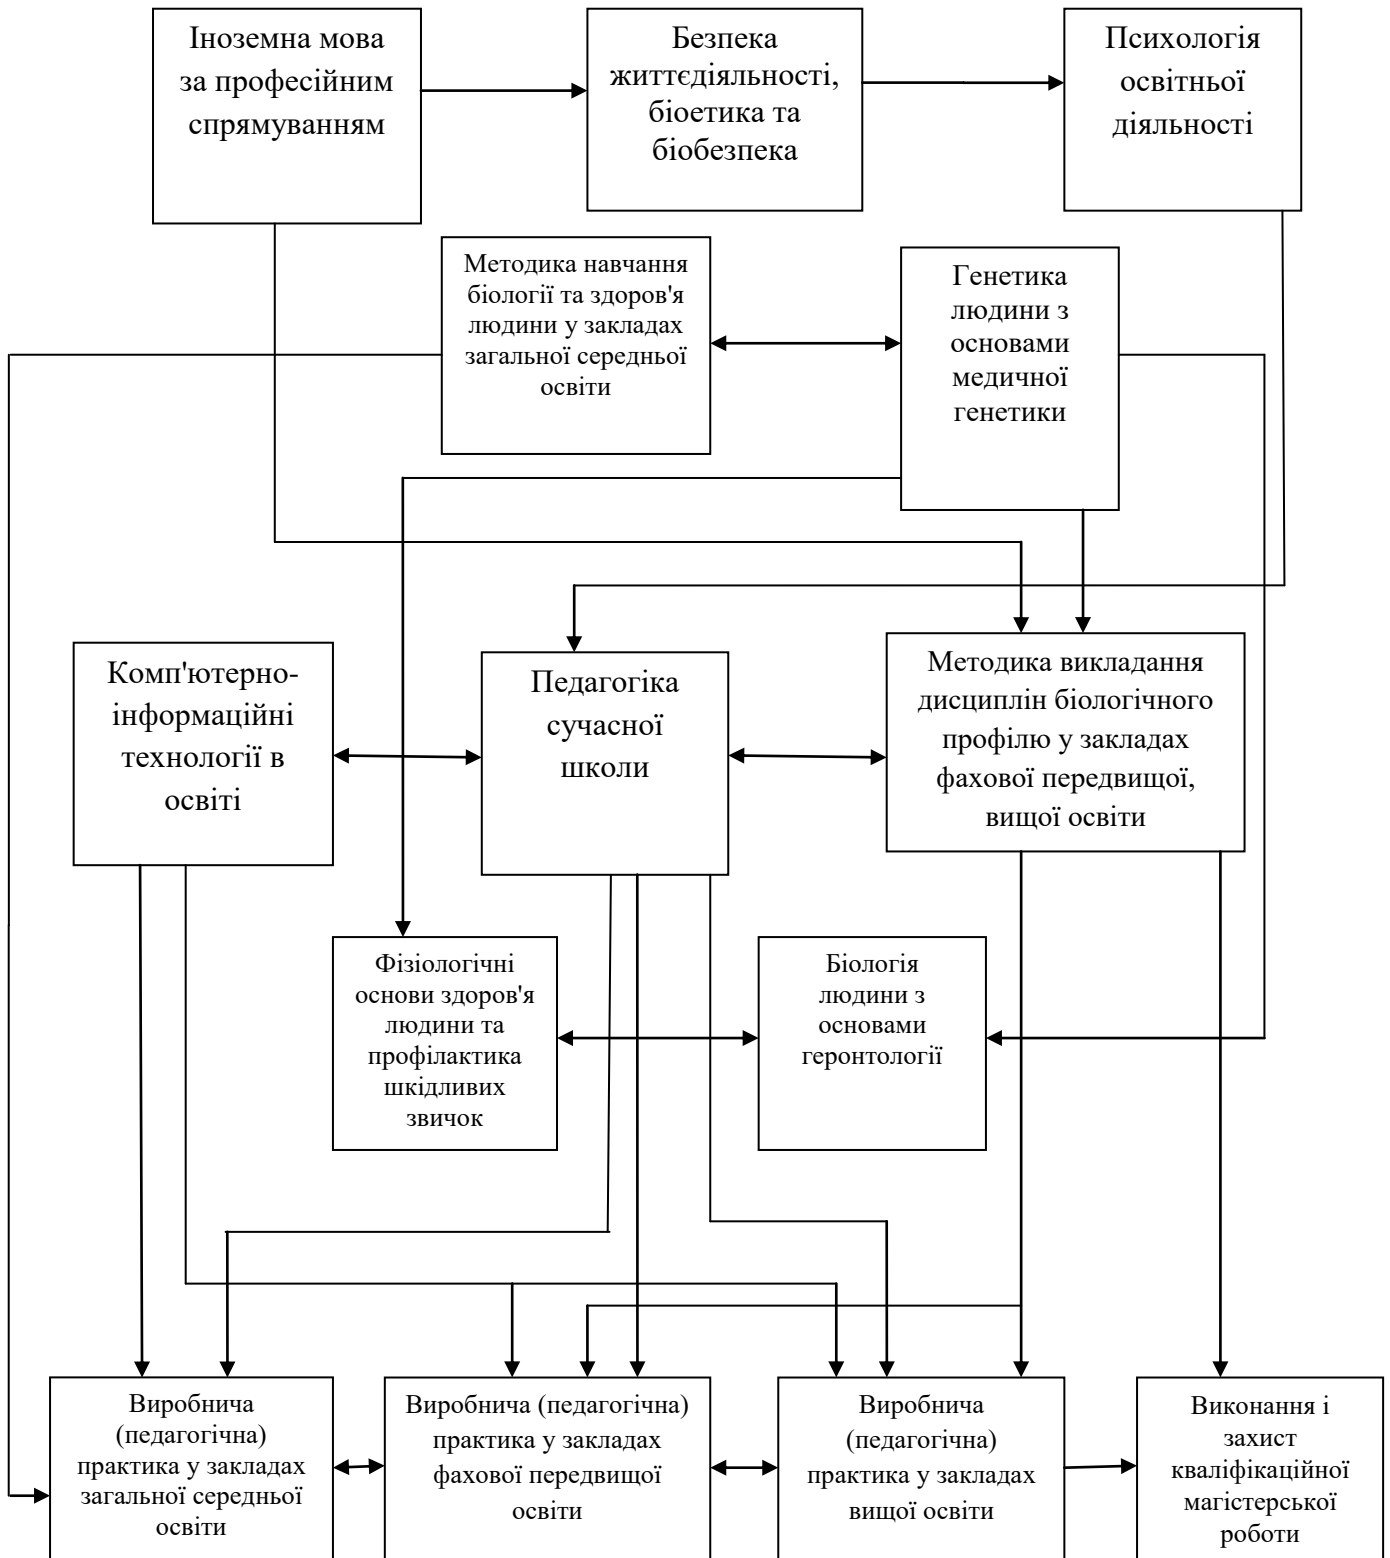 Іноземна мова
за професійним
спрямуванням
Безпека
життєдіяльності,
біоетика та
біобезпека
Психологія
освітньої
діяльності
Методика навчання
біології та здоров'я
людини у закладах
загальної середньої
освіти
Генетика
людини з
основами
медичної
генетики
Комп'ютерно-
інформаційні
технології в
освіті
Педагогіка
сучасної
школи
Методика викладання
дисциплін біологічного
профілю у закладах
фахової передвищої,
вищої освіти
Фізіологічні
основи здоров'я
людини та
профілактика
шкідливих
звичок
Біологія
людини з
основами
геронтології
Виробнича
(педагогічна)
практика у закладах
загальної середньої
освіти
Виробнича (педагогічна)
практика у закладах
фахової передвищої
освіти
Виробнича
(педагогічна)
практика у закладах
вищої освіти
Виконання і
захист
кваліфікаційної
магістерської
роботи